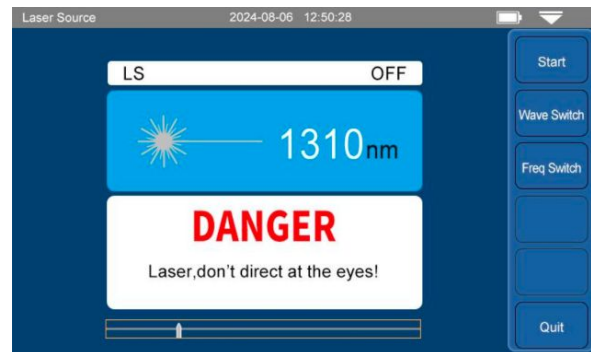 Laser Source 2024-08-06 12:50:28
LS OFF
1310nm
DANGER
Laser,don't direct at the eyes!
Start
Wave Switch
Freq Switch
Quit